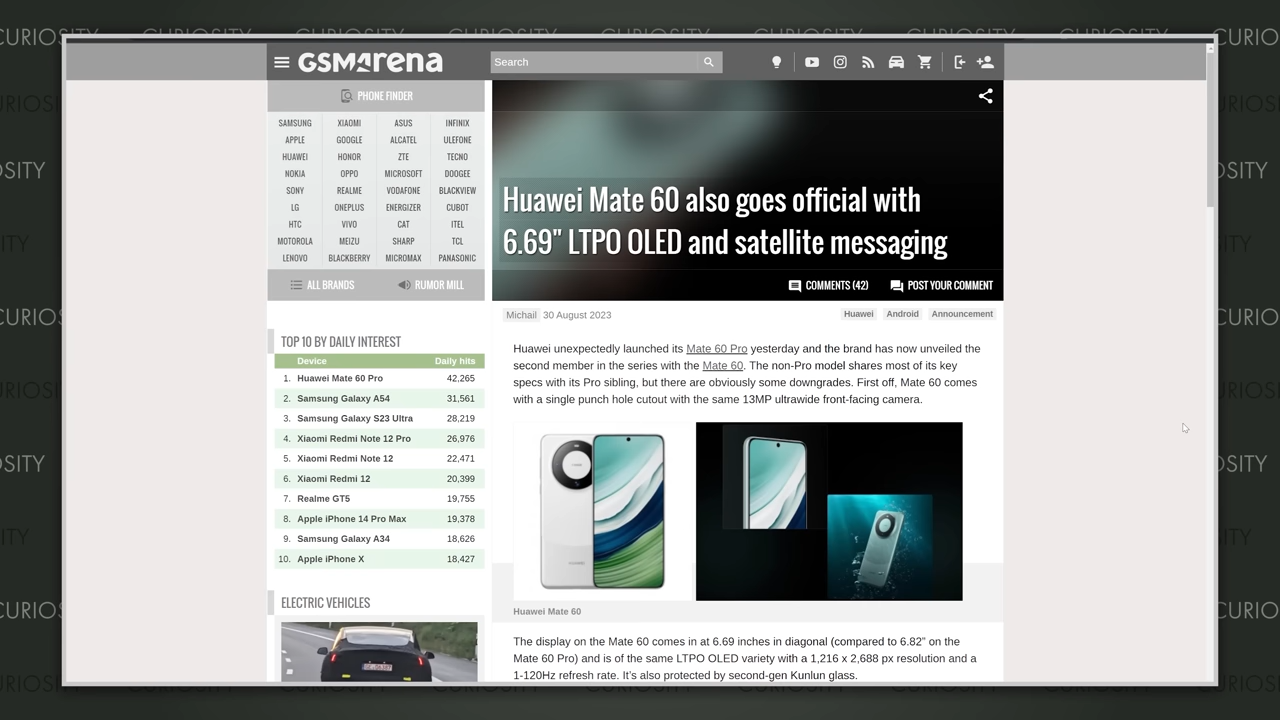 CURIOSITY CURIOSITY CURIOSITY CURIOSITY CURIOSITY CURIOSITY
GSMArena
Search
PHONE FINDER
SAMSUNG XIAOMI ASUS INFINIX
APPLE GOOGLE ALCATEL ULEFONE
HUAWEI HONOR ZTE TECNO
NOKIA OPPO MICROSOFT DOOGEE
SONY REALME VODAFONE BLACKVIEW
LG ONEPLUS ENERGIZER CUBOT
HTC VIVO CAT ITEL
MOTOROLA MEIZU SHARP TCL
LENOVO BLACKBERRY MICROMAX PANASONIC
ALL BRANDS RUMOR MILL
Huawei Mate 60 also goes official with
6.69" LTPO OLED and satellite messaging
COMMENTS (42) POST YOUR COMMENT
Michail 30 August 2023 Huawei Android Announcement
Huawei unexpectedly launched its Mate 60 Pro yesterday and the brand has now unveiled the
second member in the series with the Mate 60. The non-Pro model shares most of its key
specs with its Pro sibling, but there are obviously some downgrades. First off, Mate 60 comes
with a single punch hole cutout with the same 13MP ultrawide front-facing camera.
Huawei Mate 60
The display on the Mate 60 comes in at 6.69 inches in diagonal (compared to 6.82" on the
Mate 60 Pro) and is of the same LTPO OLED variety with a 1,216 x 2,688 px resolution and a
1-120Hz refresh rate. It's also protected by second-gen Kunlun glass.
TOP 10 BY DAILY INTEREST
Device Daily hits
1. Huawei Mate 60 Pro 42,265
2. Samsung Galaxy A54 31,561
3. Samsung Galaxy S23 Ultra 28,219
4. Xiaomi Redmi Note 12 Pro 26,976
5. Xiaomi Redmi Note 12 22,471
6. Xiaomi Redmi 12 20,399
7. Realme GT5 19,755
8. Apple iPhone 14 Pro Max 19,378
9. Samsung Galaxy A34 18,626
10. Apple iPhone X 18,427
ELECTRIC VEHICLES